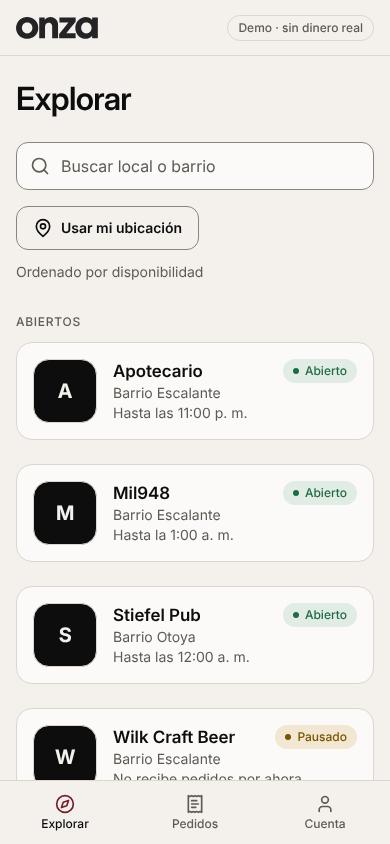 onza
Demo · sin dinero real
Explorar
Buscar local o barrio
Usar mi ubicación
Ordenado por disponibilidad
ABIERTOS
A
Apotecario
Abierto
Barrio Escalante
Hasta las 11:00 p. m.
M
Mil948
Abierto
Barrio Escalante
Hasta la 1:00 a. m.
S
Stiefel Pub
Abierto
Barrio Otoya
Hasta las 12:00 a. m.
W
Wilk Craft Beer
Pausado
Barrio Escalante
No recibe pedidos por ahora
Explorar
Pedidos
Cuenta